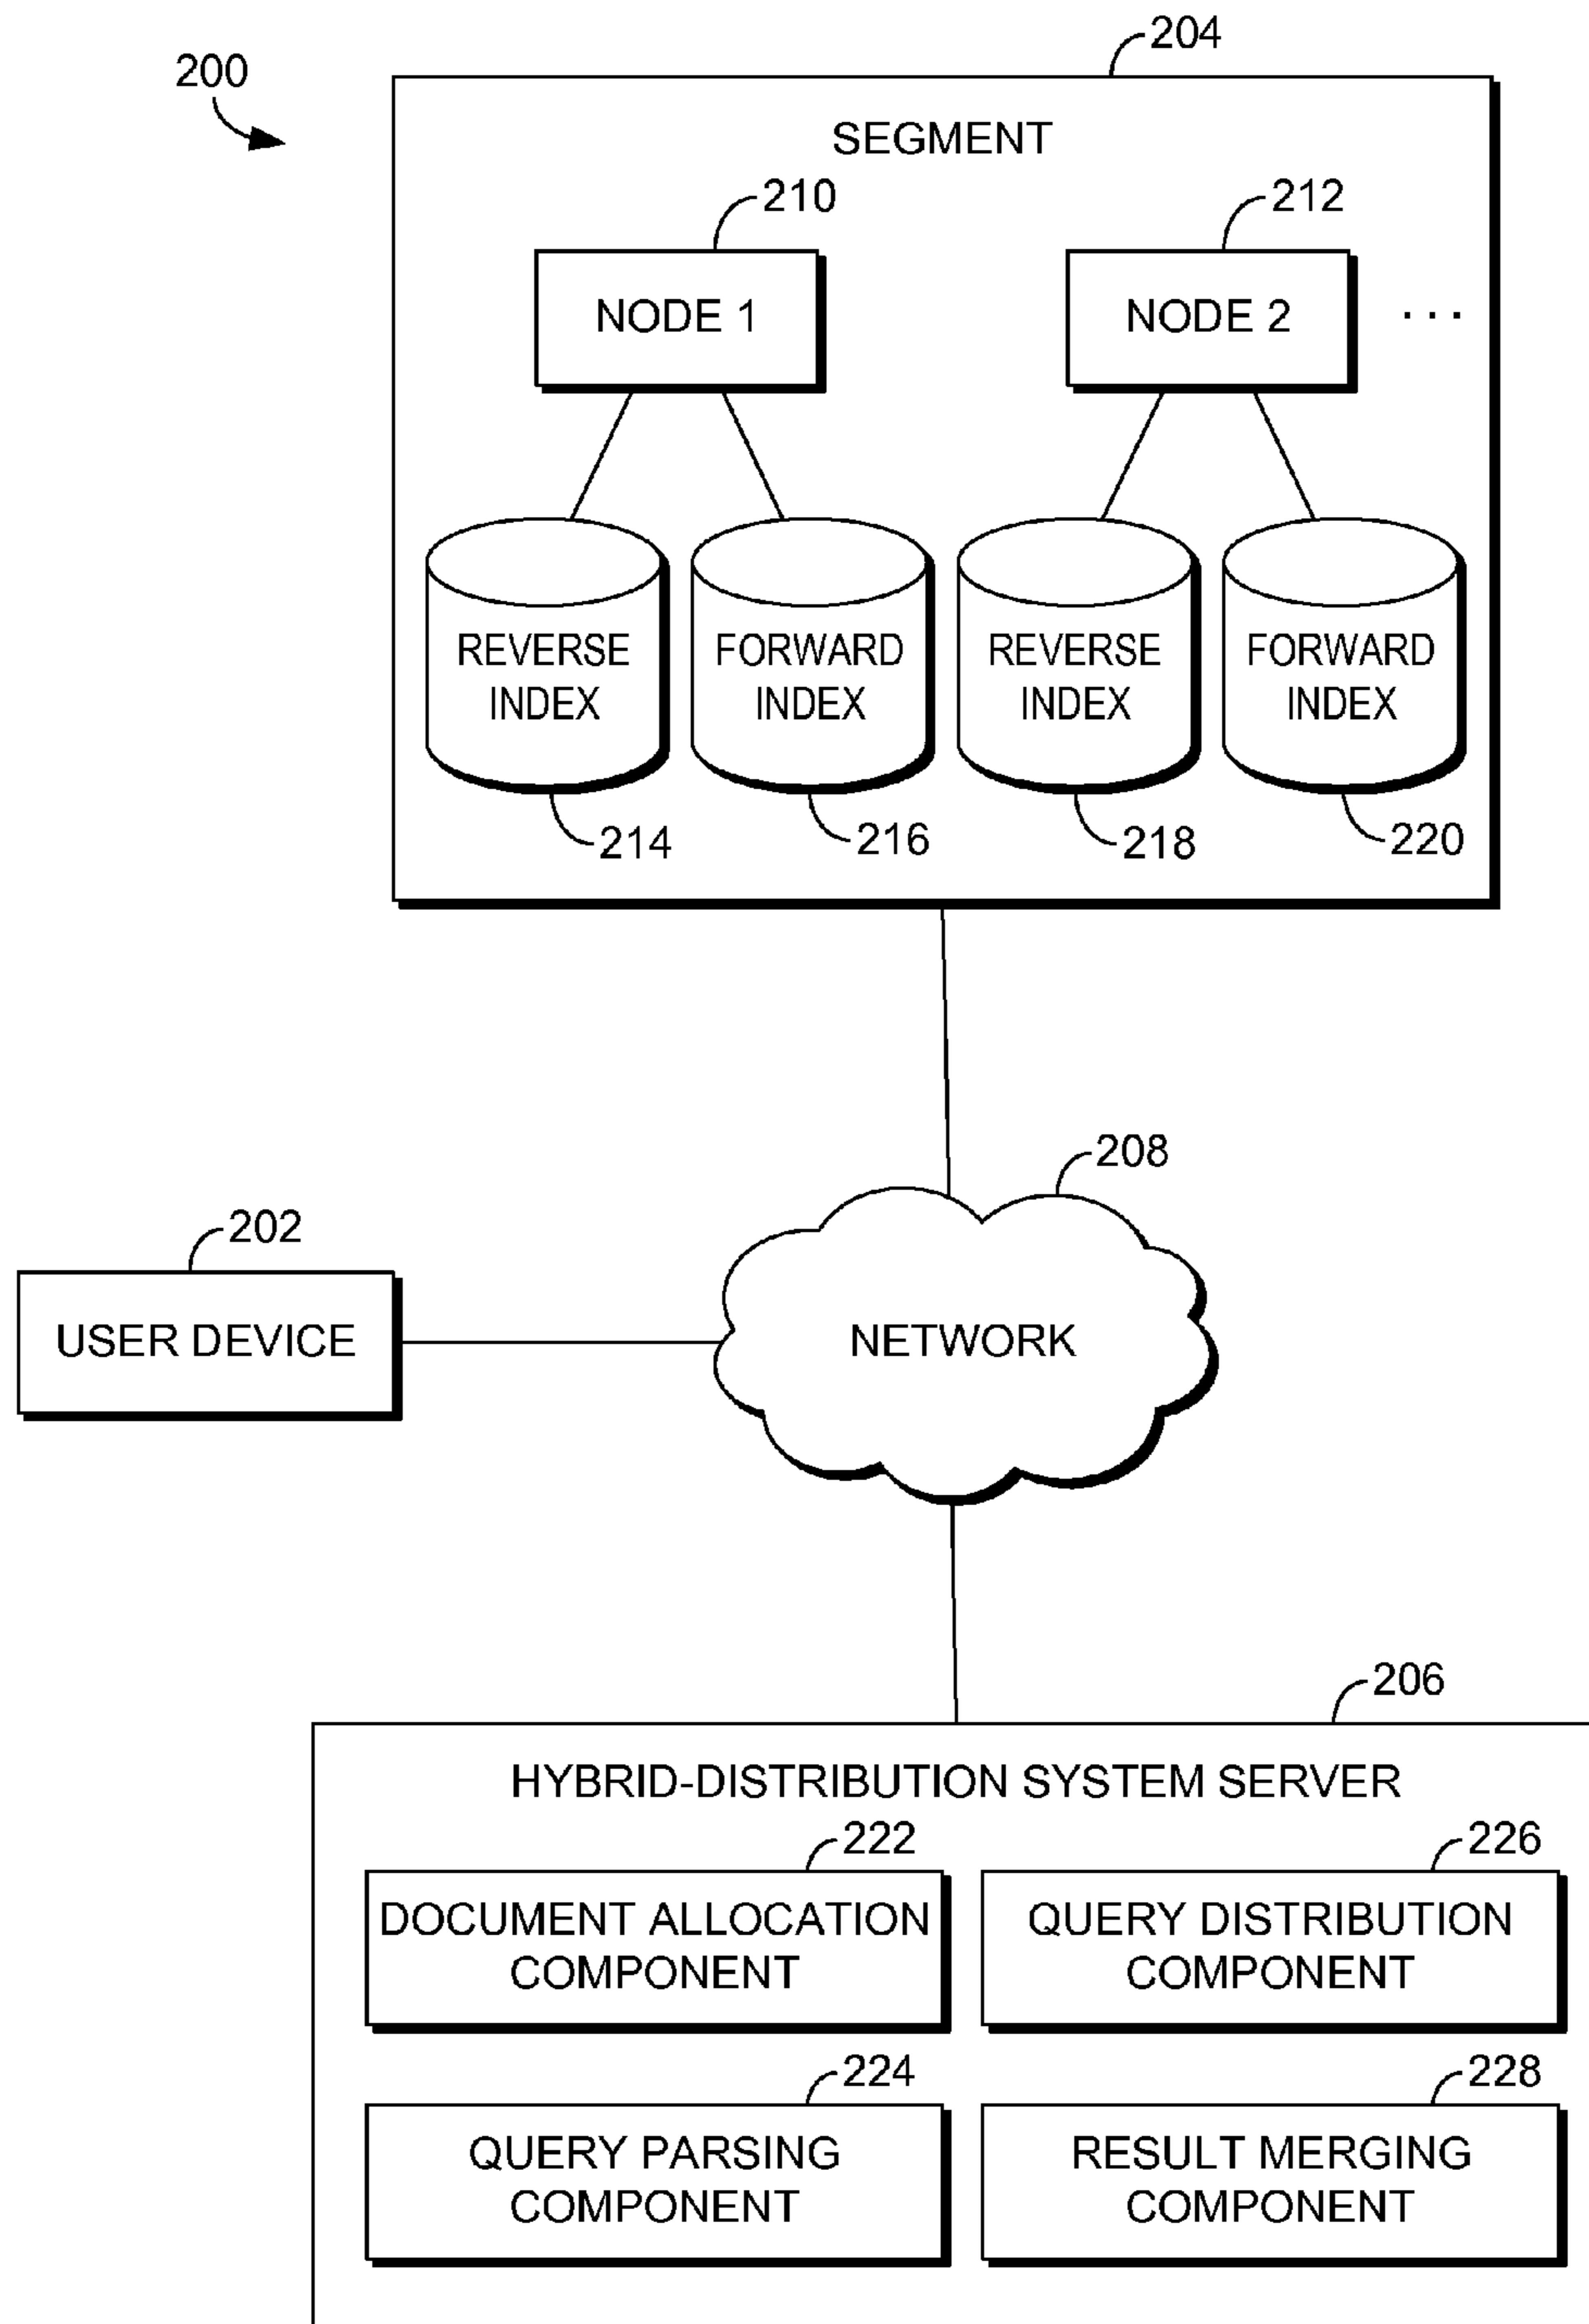 204
200
SEGMENT
210
212
NODE 1
NODE 2
. . .
REVERSE
INDEX
FORWARD
INDEX
REVERSE
INDEX
FORWARD
INDEX
214
216
218
220
208
202
USER DEVICE
NETWORK
206
HYBRID-DISTRIBUTION SYSTEM SERVER
222
226
DOCUMENT ALLOCATION
COMPONENT
QUERY DISTRIBUTION
COMPONENT
224
228
QUERY PARSING
COMPONENT
RESULT MERGING
COMPONENT